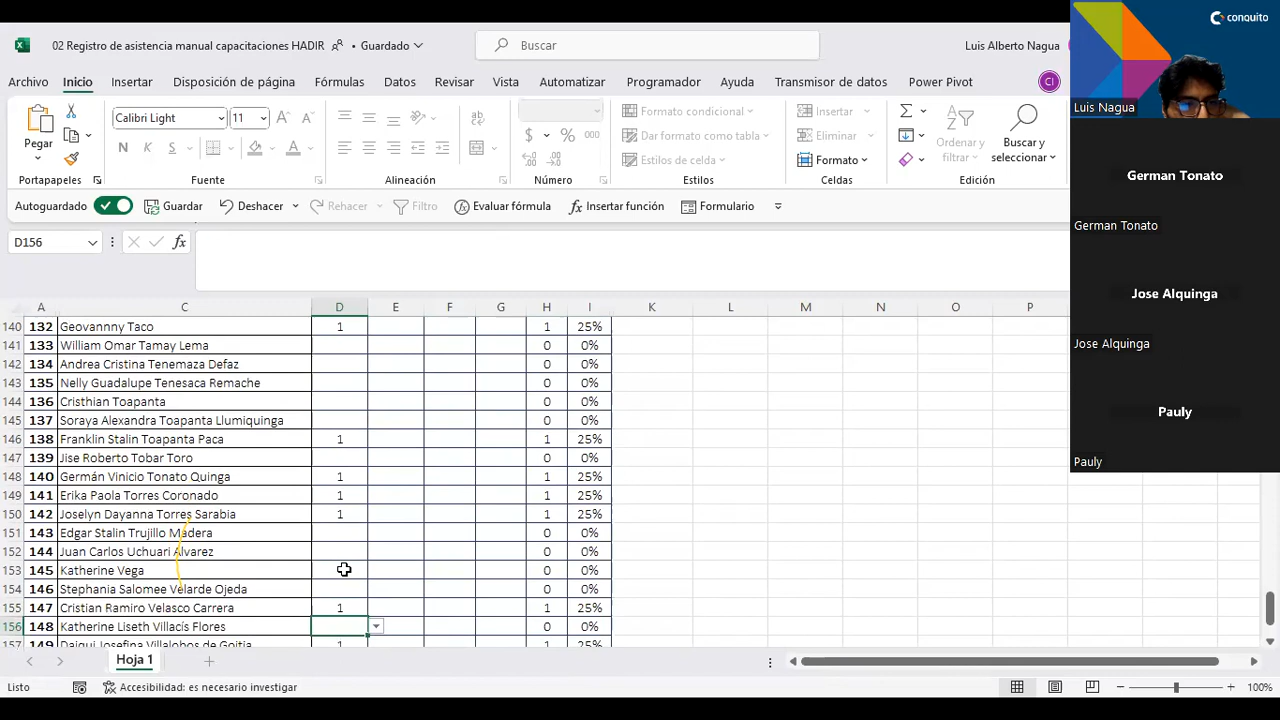 02 Registro de asistencia manual capacitaciones HADIR • Guardado
Buscar
Luis Alberto Nagua
conquito
Archivo Inicio Insertar Disposición de página Fórmulas Datos Revisar Vista Automatizar Programador Ayuda Transmisor de datos Power Pivot
CI
Luis Nagua
Pegar
Calibri Light 11
N K S
ab
$ % 000
Formato condicional
Dar formato como tabla
Estilos de celda
Insertar
Eliminar
Formato
Ordenar y filtrar
Buscar y seleccionar
Portapapeles Fuente Alineación Número Estilos Celdas Edición
Autoguardado Guardar Deshacer Rehacer Filtro Evaluar fórmula Insertar función Formulario
D156 fx
German Tonato
German Tonato
Jose Alquinga
Jose Alquinga
Pauly
Pauly
A C D E F G H I K L M N O P
140 132 Geovannny Taco 1 1 25%
141 133 William Omar Tamay Lema 0 0%
142 134 Andrea Cristina Tenemaza Defaz 0 0%
143 135 Nelly Guadalupe Tenesaca Remache 0 0%
144 136 Cristhian Toapanta 0 0%
145 137 Soraya Alexandra Toapanta Llumiquinga 0 0%
146 138 Franklin Stalin Toapanta Paca 1 1 25%
147 139 Jise Roberto Tobar Toro 0 0%
148 140 Germán Vinicio Tonato Quinga 1 1 25%
149 141 Erika Paola Torres Coronado 1 1 25%
150 142 Joselyn Dayanna Torres Sarabia 1 1 25%
151 143 Edgar Stalin Trujillo Madera 0 0%
152 144 Juan Carlos Uchuari Alvarez 0 0%
153 145 Katherine Vega 0 0%
154 146 Stephania Salomee Velarde Ojeda 0 0%
155 147 Cristian Ramiro Velasco Carrera 1 1 25%
156 148 Katherine Liseth Villacís Flores 0 0%
157 149 Daiqui Josefina Villalobos de Goitia 1 1 25%
Hoja 1
Listo Accesibilidad: es necesario investigar 100%